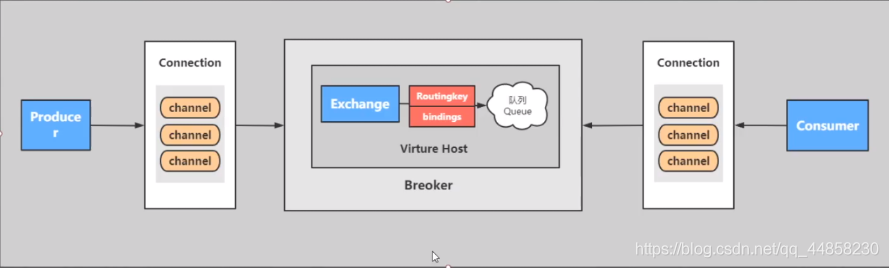 Produce
r
Connection
channel
channel
channel
Exchange
Routingkey
bindings
队列
Queue
Virture Host
Breoker
Connection
channel
channel
channel
Consumer
https://blog.csdn.net/qq_44858230